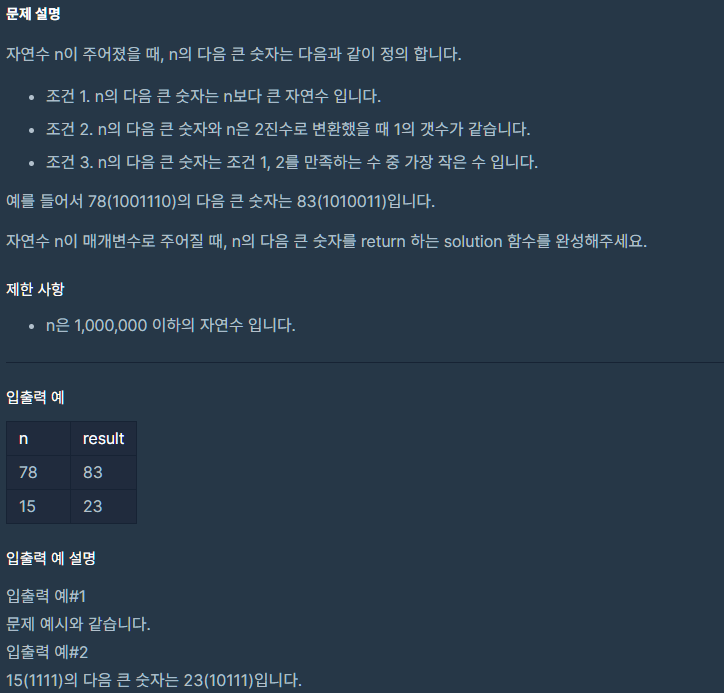 문제 설명
자연수 n이 주어졌을 때, n의 다음 큰 숫자는 다음과 같이 정의 합니다.
• 조건 1. n의 다음 큰 숫자는 n보다 큰 자연수 입니다.
• 조건 2. n의 다음 큰 숫자와 n은 2진수로 변환했을 때 1의 갯수가 같습니다.
• 조건 3. n의 다음 큰 숫자는 조건 1, 2를 만족하는 수 중 가장 작은 수 입니다.
예를 들어서 78(1001110)의 다음 큰 숫자는 83(1010011)입니다.
자연수 n이 매개변수로 주어질 때, n의 다음 큰 숫자를 return 하는 solution 함수를 완성해주세요.
제한 사항
• n은 1,000,000 이하의 자연수 입니다.
입출력 예
n result
78 83
15 23
입출력 예 설명
입출력 예#1
문제 예시와 같습니다.
입출력 예#2
15(1111)의 다음 큰 숫자는 23(10111)입니다.